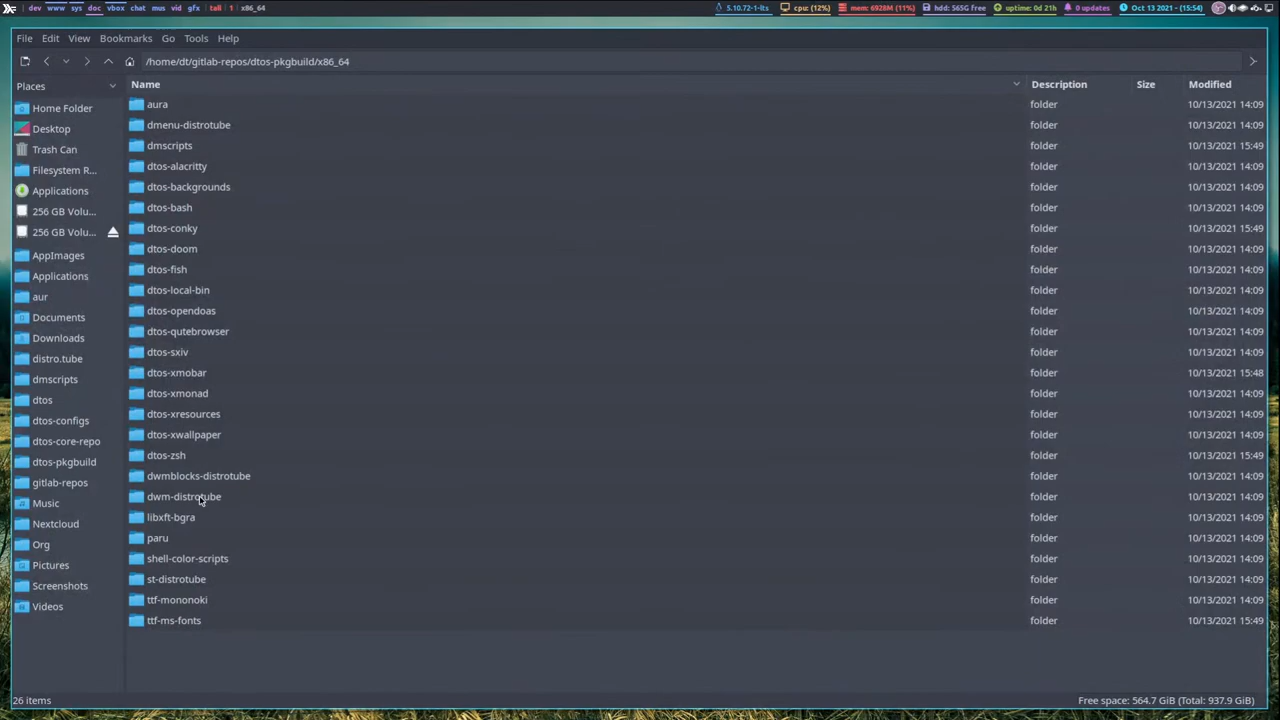 dev www sys doc vbox chat mus vid gfx | tall | 1 | x86_64 5.10.72-1-lts cpu: (12%) mem: 6928M (11%) hdd: 565G free uptime: 0d 21h 0 updates Oct 13 2021 - (15:54)
File Edit View Bookmarks Go Tools Help
/home/dt/gitlab-repos/dtos-pkgbuild/x86_64
Places
Home Folder
Desktop
Trash Can
Filesystem R...
Applications
256 GB Volu...
256 GB Volu...
AppImages
Applications
aur
Documents
Downloads
distro.tube
dmscripts
dtos
dtos-configs
dtos-core-repo
dtos-pkgbuild
gitlab-repos
Music
Nextcloud
Org
Pictures
Screenshots
Videos
Name Description Size Modified
aura folder 10/13/2021 14:09
dmenu-distrotube folder 10/13/2021 14:09
dmscripts folder 10/13/2021 15:49
dtos-alacritty folder 10/13/2021 14:09
dtos-backgrounds folder 10/13/2021 14:09
dtos-bash folder 10/13/2021 14:09
dtos-conky folder 10/13/2021 15:49
dtos-doom folder 10/13/2021 14:09
dtos-fish folder 10/13/2021 14:09
dtos-local-bin folder 10/13/2021 14:09
dtos-opendoas folder 10/13/2021 14:09
dtos-qutebrowser folder 10/13/2021 14:09
dtos-sxiv folder 10/13/2021 14:09
dtos-xmobar folder 10/13/2021 15:48
dtos-xmonad folder 10/13/2021 14:09
dtos-xresources folder 10/13/2021 14:09
dtos-xwallpaper folder 10/13/2021 14:09
dtos-zsh folder 10/13/2021 15:49
dwmblocks-distrotube folder 10/13/2021 14:09
dwm-distrotube folder 10/13/2021 14:09
libxft-bgra folder 10/13/2021 14:09
paru folder 10/13/2021 14:09
shell-color-scripts folder 10/13/2021 14:09
st-distrotube folder 10/13/2021 14:09
ttf-mononoki folder 10/13/2021 14:09
ttf-ms-fonts folder 10/13/2021 15:49
26 items Free space: 564.7 GiB (Total: 937.9 GiB)